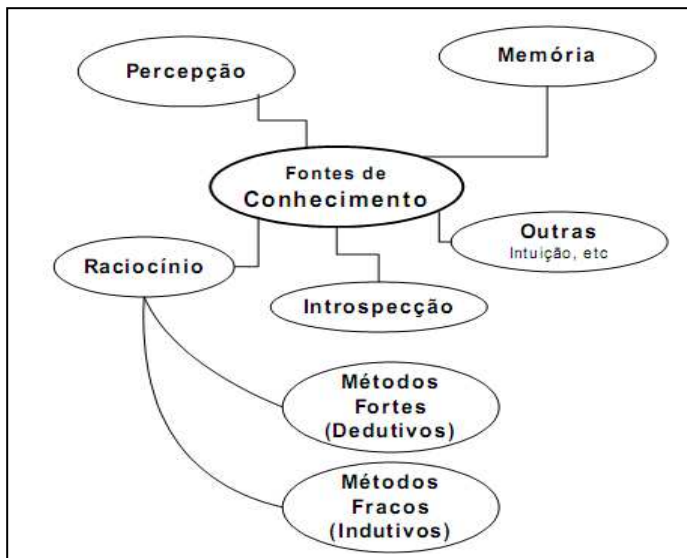 Percepção
Memória
Fontes de
Conhecimento
Outras
Intuição, etc
Raciocínio
Introspecção
Métodos
Fortes
(Dedutivos)
Métodos
Fracos
(Indutivos)